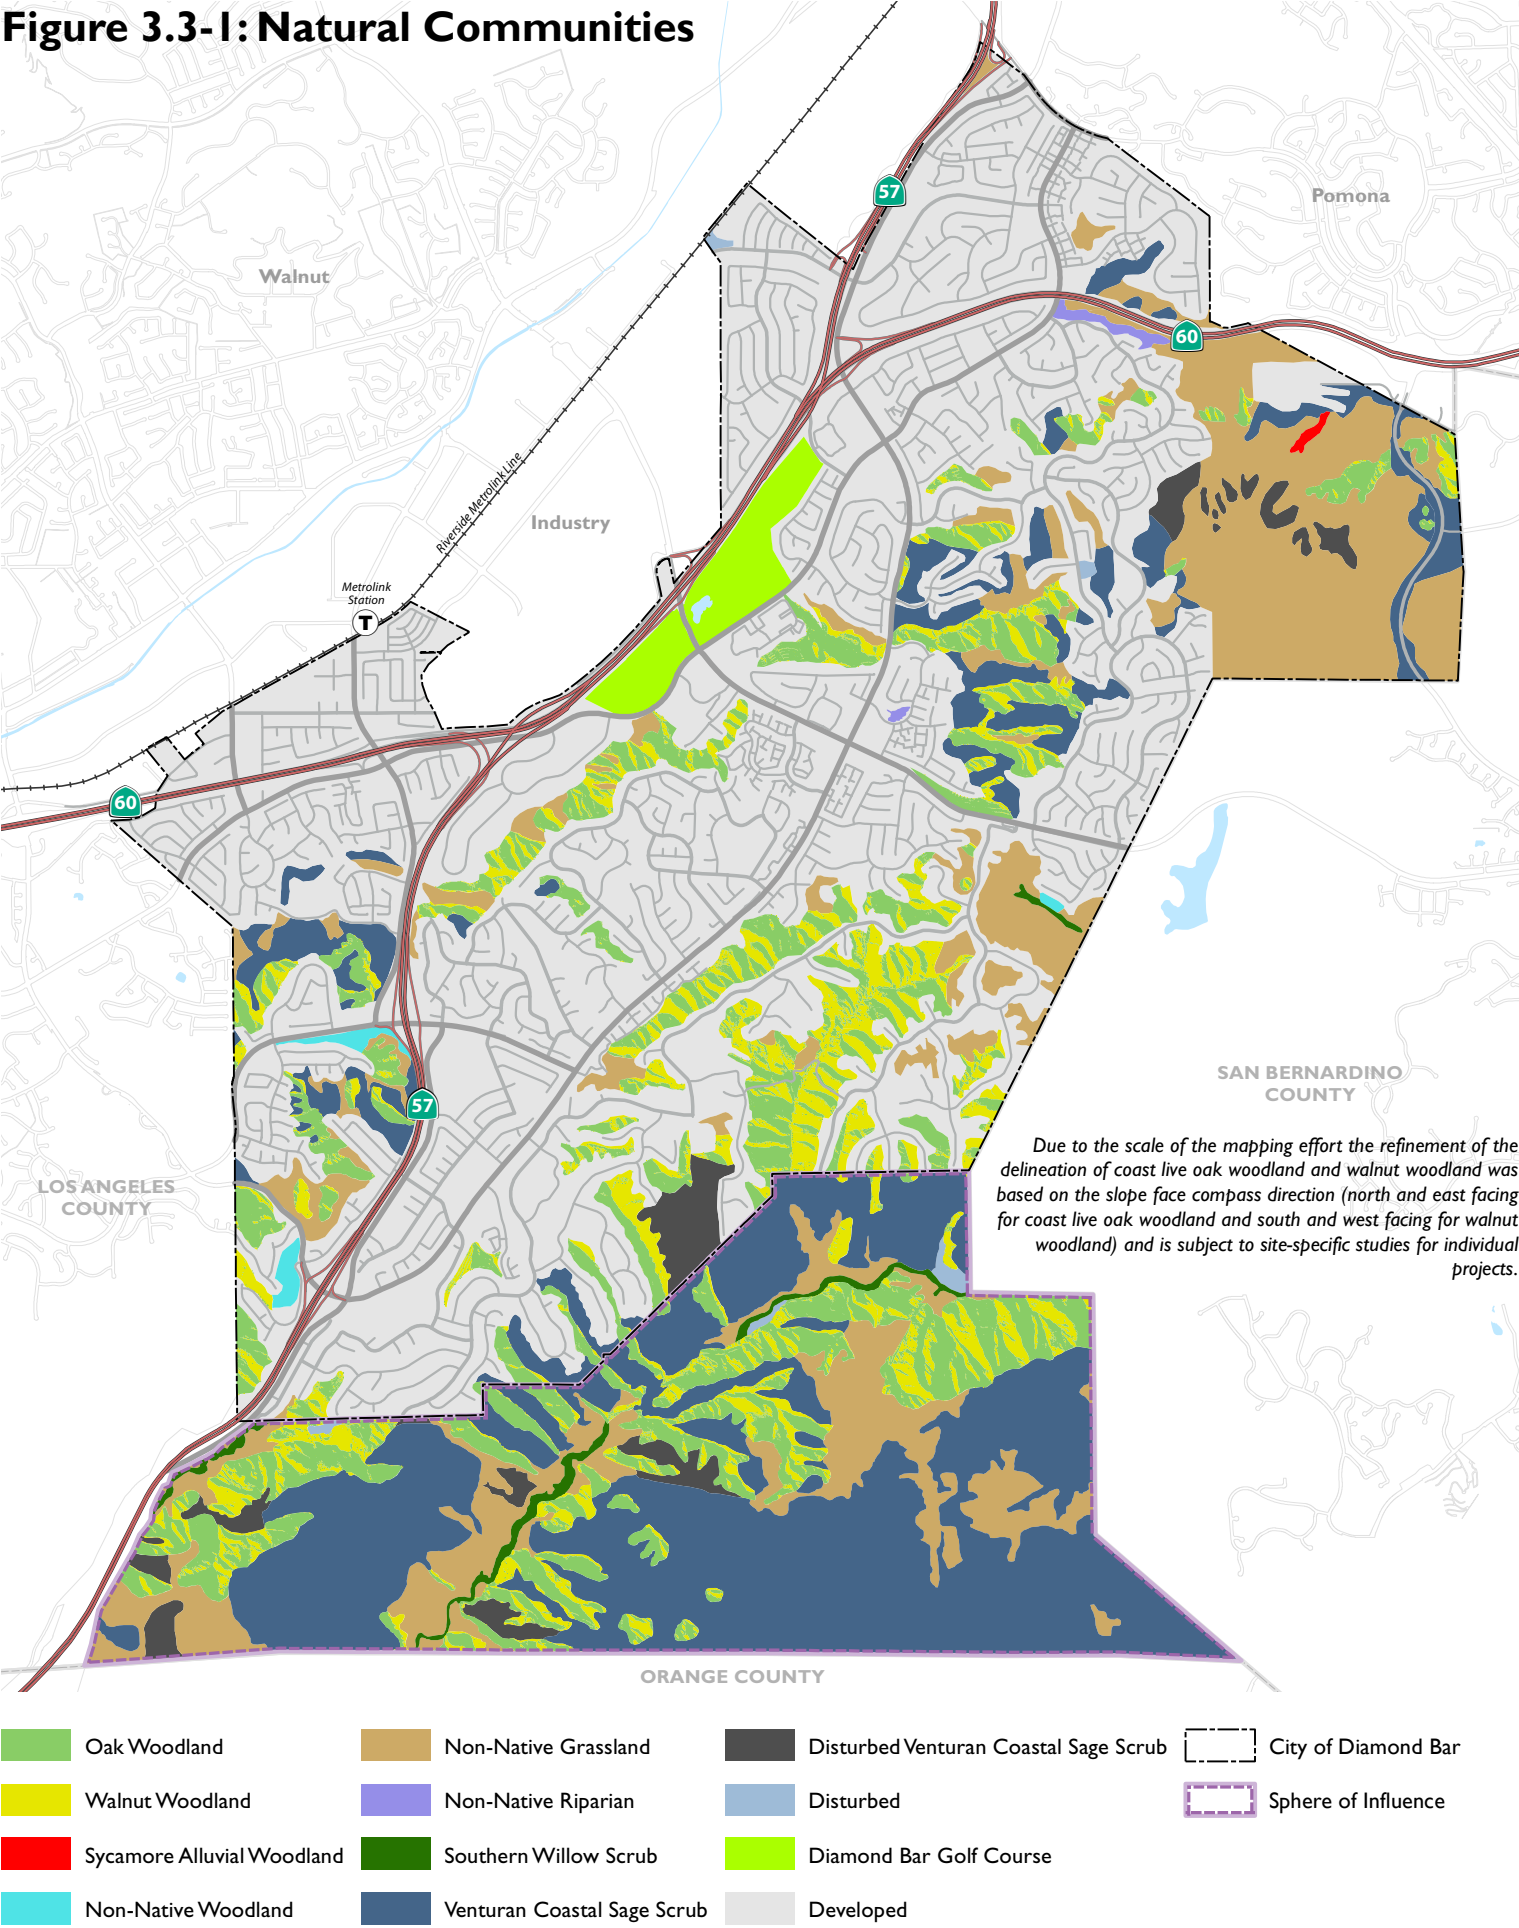 Figure 3.3-1: Natural Communities
57
Pomona
Walnut
60
Riverside Metrolink Line
Industry
Metrolink
Station
T
60
SAN BERNARDINO
COUNTY
57
Due to the scale of the mapping effort the refinement of the
delineation of coast live oak woodland and walnut woodland was
based on the slope face compass direction (north and east facing
for coast live oak woodland and south and west facing for walnut
woodland) and is subject to site-specific studies for individual
projects.
LOS ANGELES
COUNTY
ORANGE COUNTY
Oak Woodland
Walnut Woodland
Sycamore Alluvial Woodland
Non-Native Woodland
Non-Native Grassland
Non-Native Riparian
Southern Willow Scrub
Venturan Coastal Sage Scrub
Disturbed Venturan Coastal Sage Scrub
Disturbed
Diamond Bar Golf Course
Developed
City of Diamond Bar
Sphere of Influence